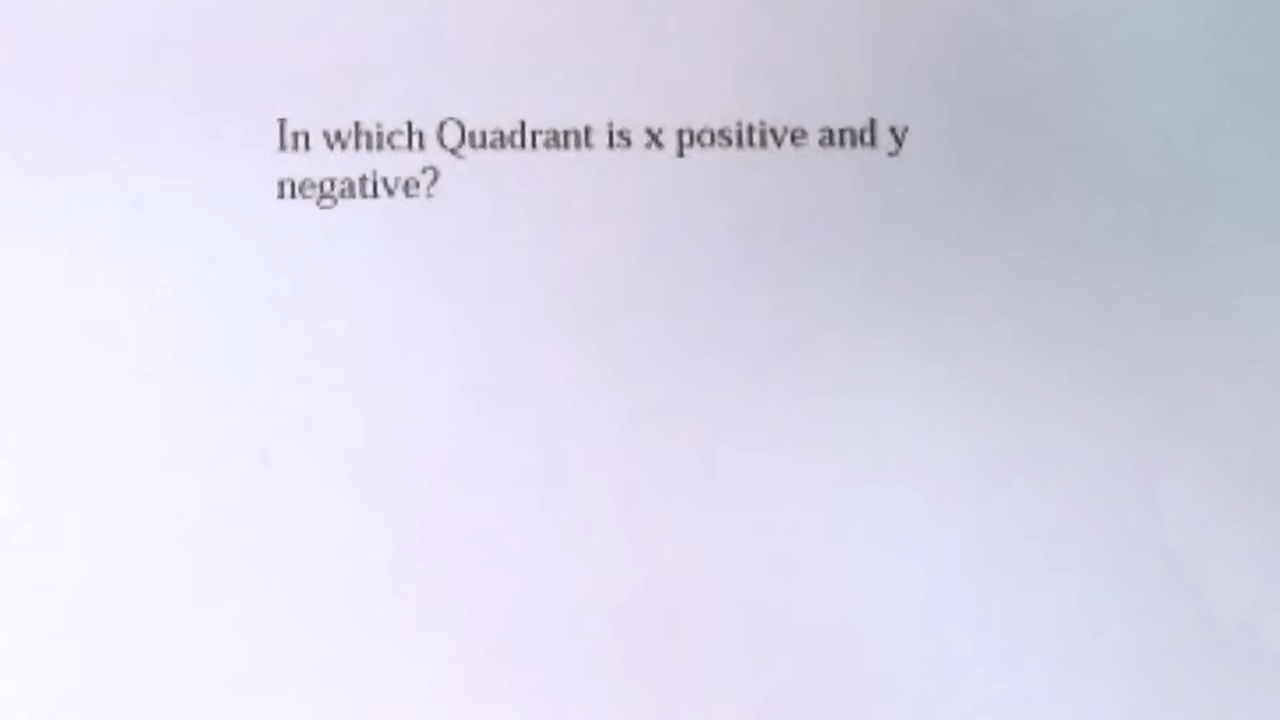 In which Quadrant is x positive and y
negative?